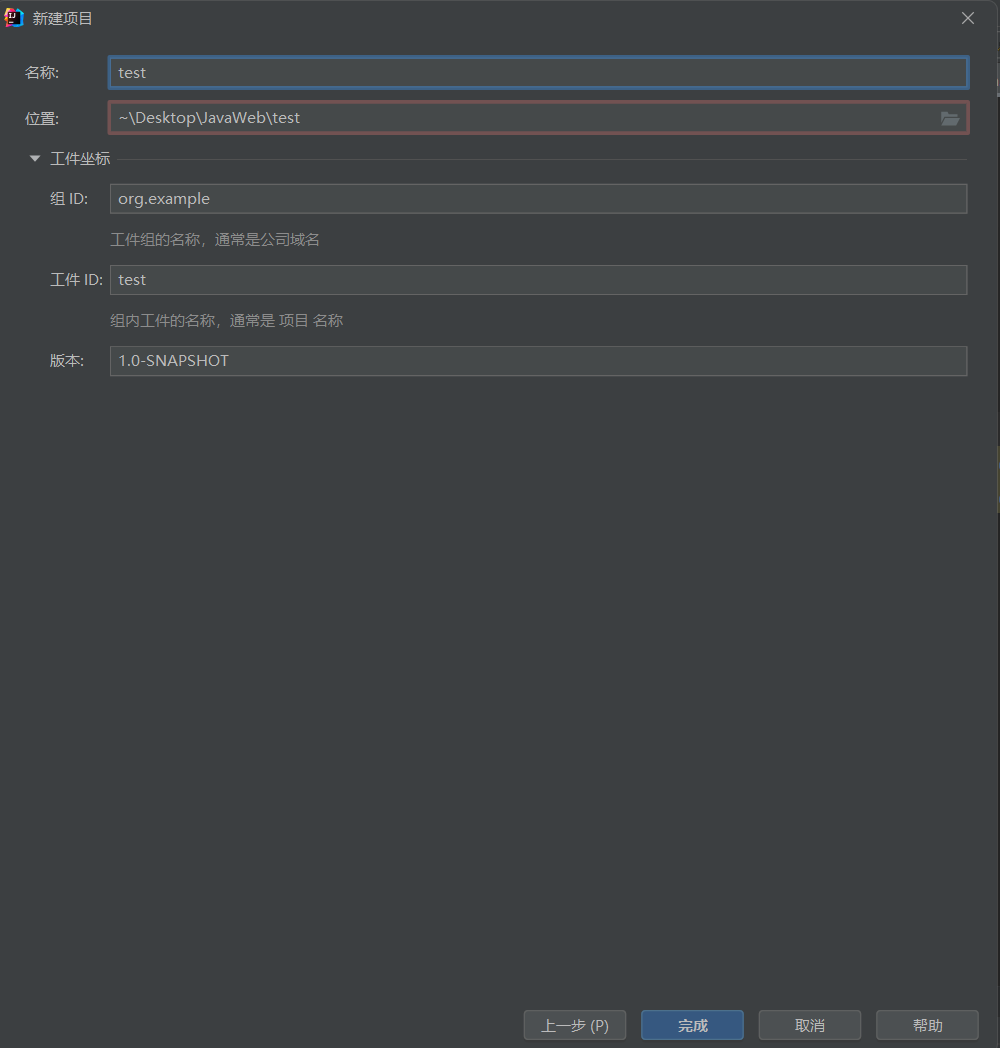 新建项目
名称: test
位置: ~\Desktop\JavaWeb\test
工件坐标
组 ID: org.example
工件组的名称，通常是公司域名
工件 ID: test
组内工件的名称，通常是 项目 名称
版本: 1.0-SNAPSHOT
上一步 (P) 完成 取消 帮助